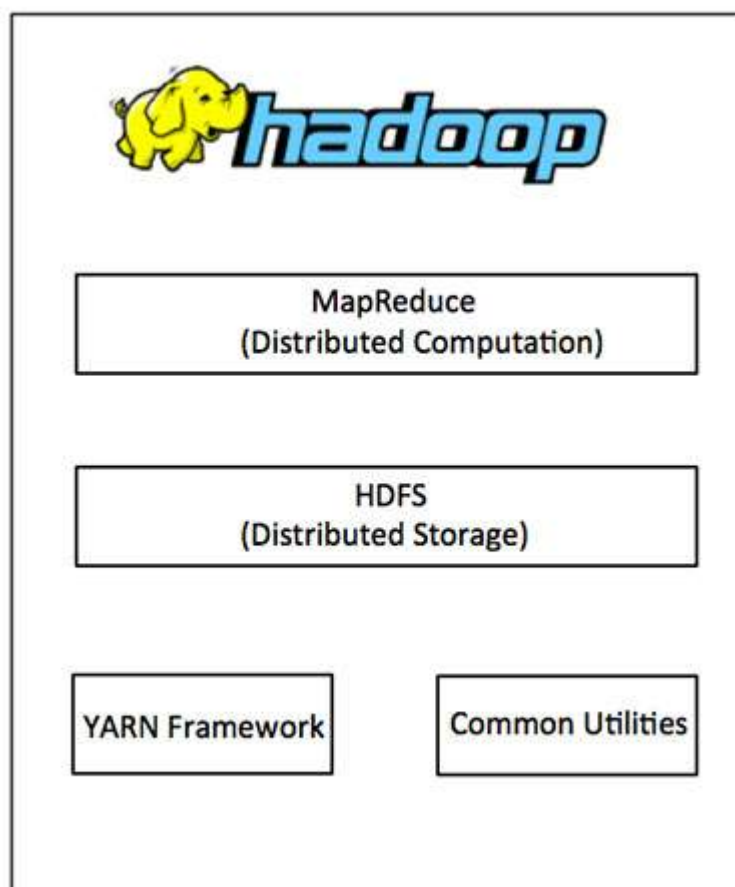 hadoop
MapReduce
(Distributed Computation)
HDFS
(Distributed Storage)
YARN Framework
Common Utilities